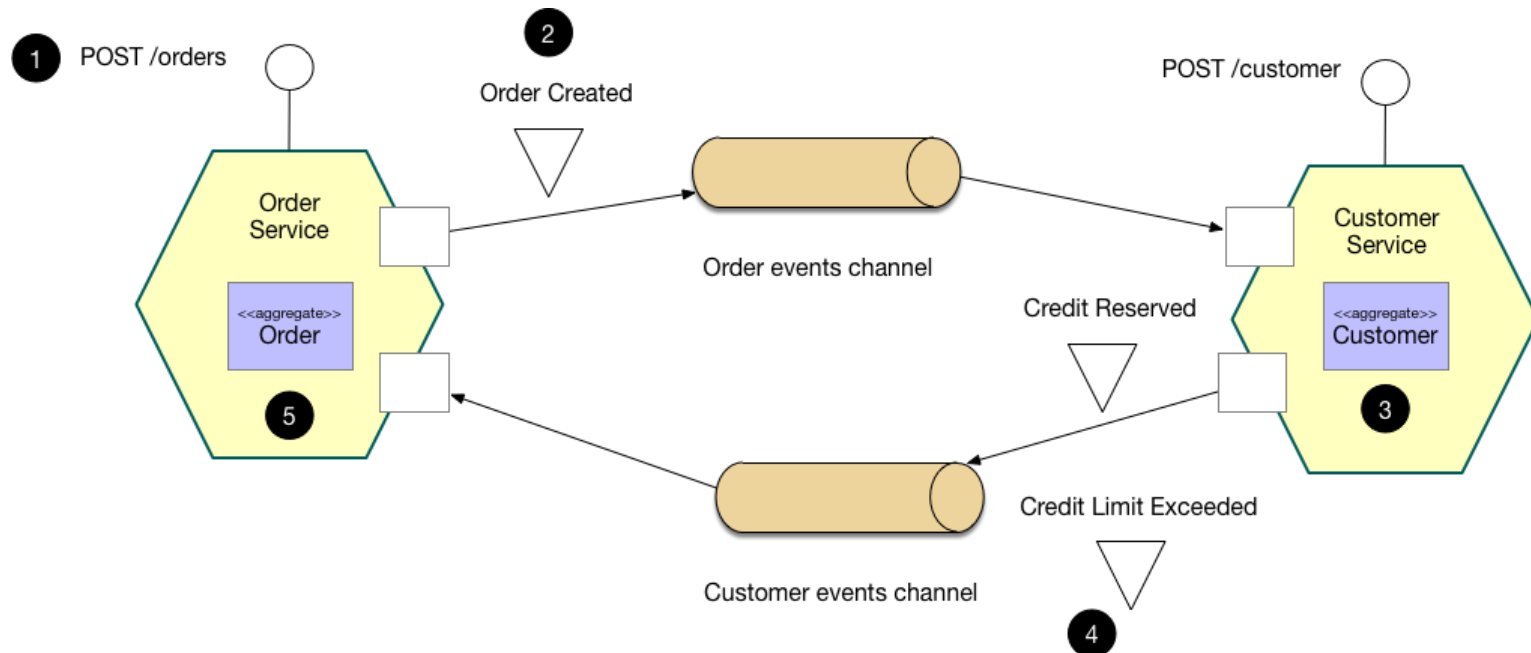 1
POST /orders
2
Order Created
POST /customer
Order
Service
Customer
Service
Order events channel
<<aggregate>>
Order
Credit Reserved
<<aggregate>>
Customer
5
3
Credit Limit Exceeded
Customer events channel
4